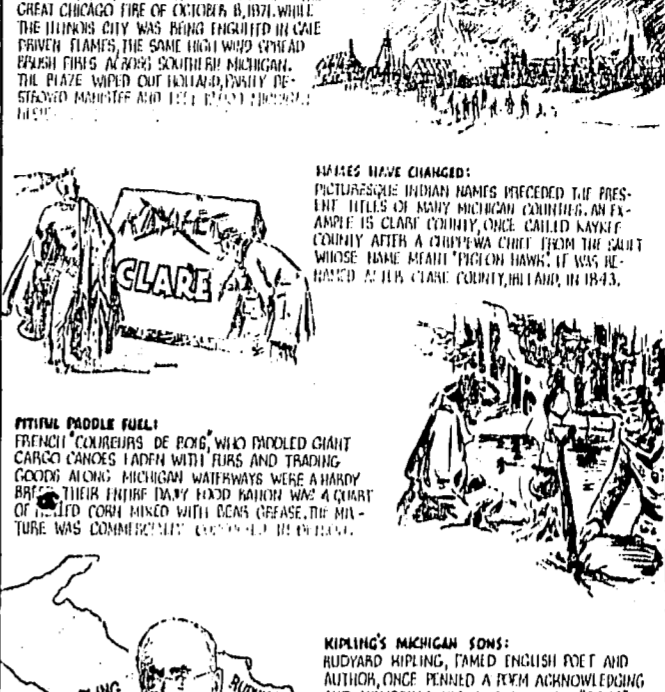 GREAT CHICAGO FIRE OF OCTOBER 8, 1871. WHILE
THE ILLINOIS CITY WAS BEING ENGULFED IN GALE
DRIVEN FLAMES, THE SAME HIGH WIND SPREAD
BRUSH FIRES ACROSS SOUTHERN MICHIGAN.
THE BLAZE WIPED OUT HOLLAND, PARTLY DE-
STROYED MANISTEE AND
NAMES HAVE CHANGED:
PICTURESQUE INDIAN NAMES PRECEDED THE PRES-
ENT TITLES OF MANY MICHIGAN COUNTIES. AN EX-
AMPLE IS CLARE COUNTY, ONCE CALLED KAYKEE
COUNTY AFTER A CHIPPEWA CHIEF FROM THE SAULT
WHOSE NAME MEANT "PIGEON HAWK". IT WAS RE-
NAMED AFTER CLARE COUNTY, IRELAND, IN 1843.
CLARE
PITIFUL PADDLE FUEL:
FRENCH "COUREURS DE BOIS", WHO PADDLED GIANT
CARGO CANOES LADEN WITH FURS AND TRADING
GOODS ALONG MICHIGAN WATERWAYS WERE A HARDY
THEIR ENTIRE DAILY FOOD RATION WAS A QUART
OF CORN MIXED WITH BEAR GREASE. THE MIX-
TURE WAS COMMERCIALLY
KIPLING'S MICHIGAN SONS:
RUDYARD KIPLING, FAMED ENGLISH POET AND
AUTHOR, ONCE PENNED A POEM ACKNOWLEDGING